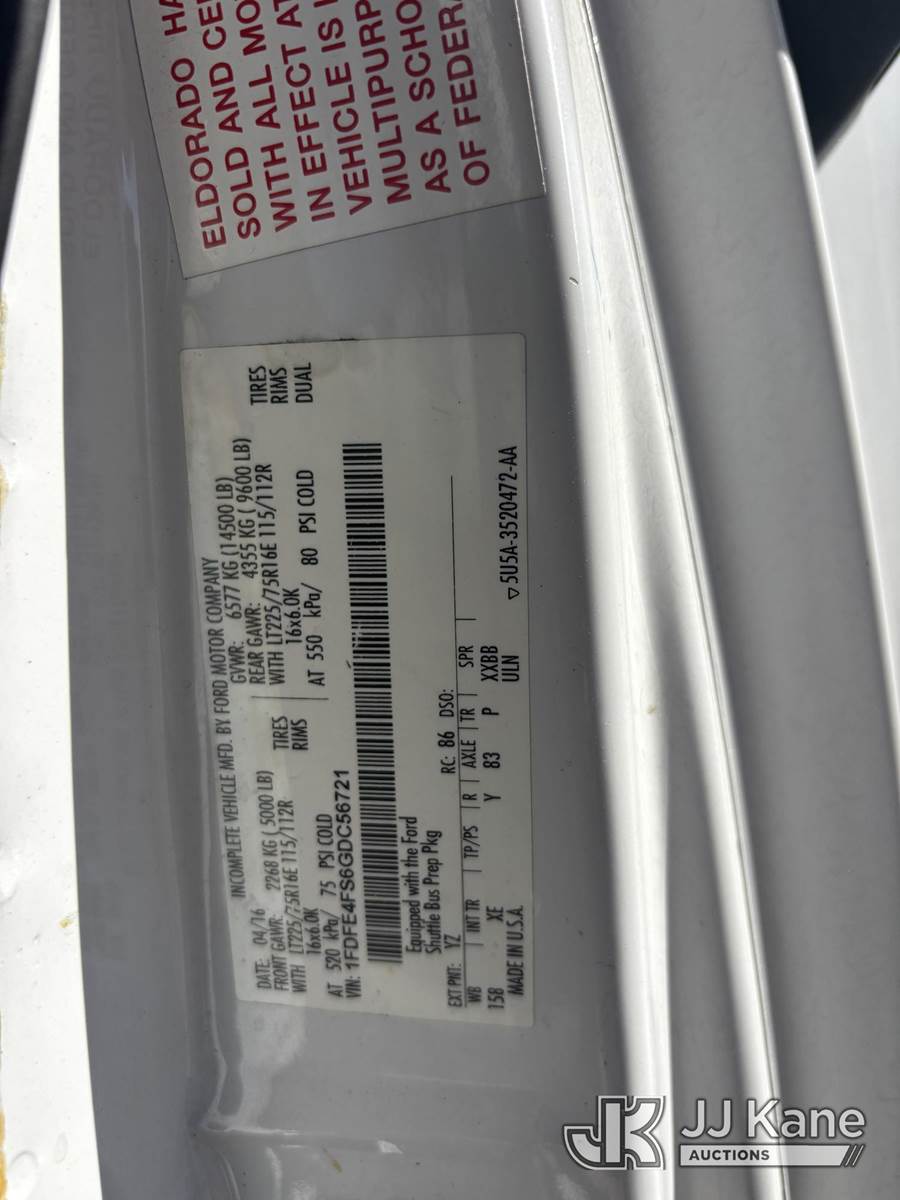 ELDORADO HA
SOLD AND CE
WITH ALL MO
IN EFFECT AT
VEHICLE IS
MULTIPURP
AS A SCHO
OF FEDERA
INCOMPLETE VEHICLE MFD. BY FORD MOTOR COMPANY
DATE: 04/16 GVWR: 6577 KG (14500 LB)
FRONT GAWR: 2268 KG (5000 LB) REAR GAWR: 4355 KG (9600 LB)
WITH LT225/75R16E 115/112R TIRES WITH LT225/75R16E 115/112R TIRES
16x6.0K RIMS 16x6.0K RIMS
AT 520 kPa/ 75 PSI COLD AT 550 kPa/ 80 PSI COLD DUAL
VIN: 1FDFE4FS6GDC56721
Equipped with the Ford
Shuttle Bus Prep Pkg
EXT PNT: YZ RC: 86 DSO:
WB INT TR TP/PS R AXLE TR SPR
158 XE Y 83 P XXBB
MADE IN U.S.A. ULN ▽5U5A-3520472-AA
JK JJ Kane
AUCTIONS